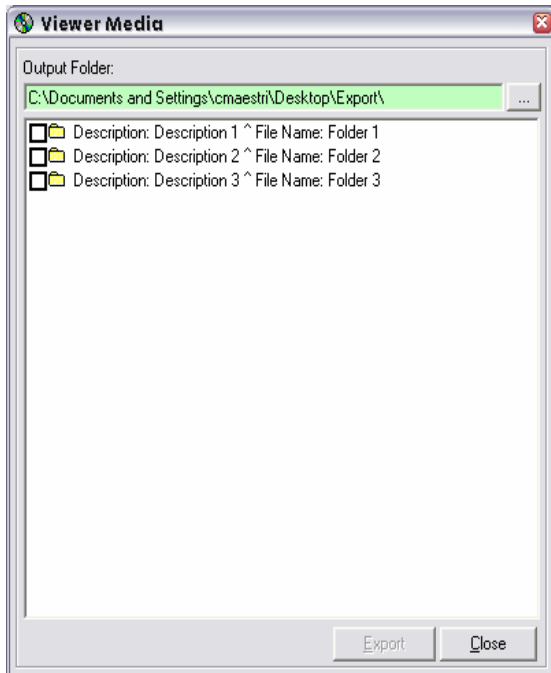 Viewer Media
Output Folder:
C:\Documents and Settings\cmaestri\Desktop\Export\ ...
Description: Description 1 ^ File Name: Folder 1
Description: Description 2 ^ File Name: Folder 2
Description: Description 3 ^ File Name: Folder 3
Export Close